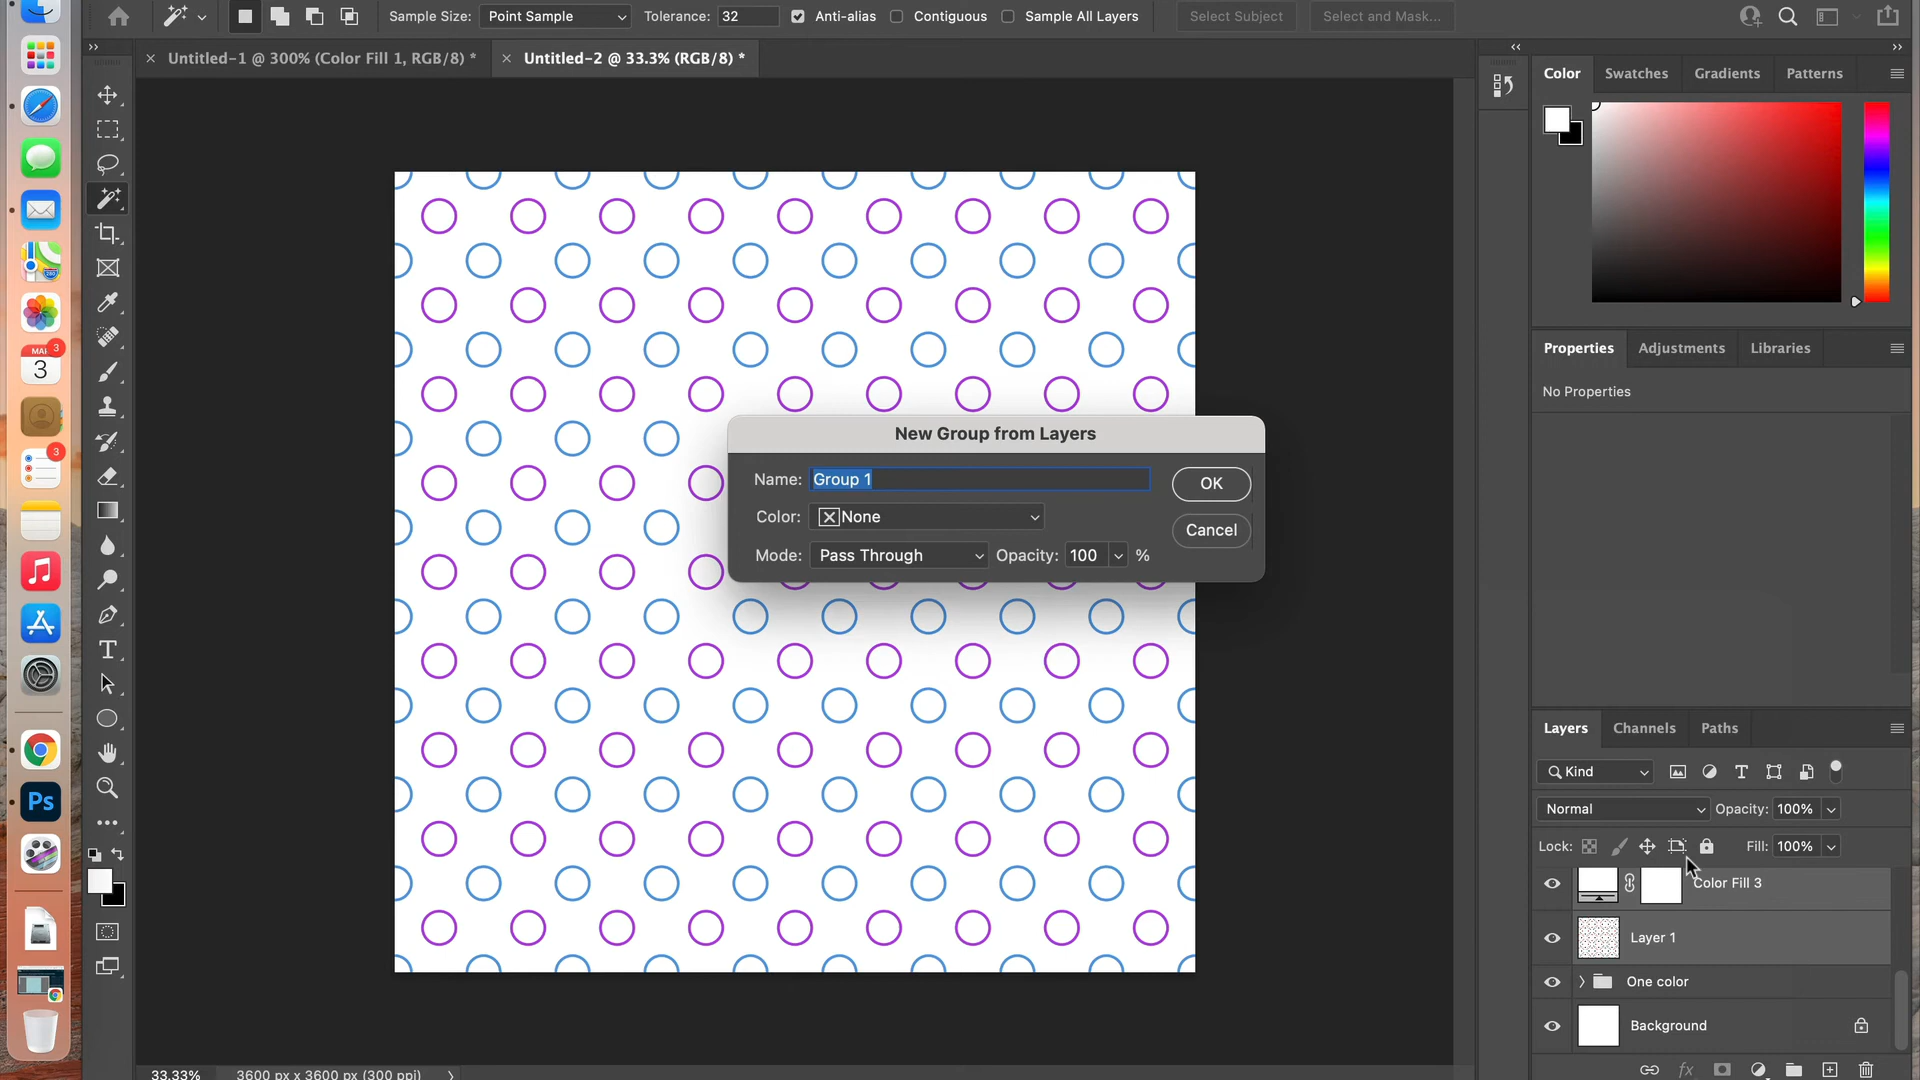 Sample Size: Point Sample Tolerance: 32 Anti-alias Contiguous Sample All Layers Select Subject Select and Mask...
Untitled-1 @ 300% (Color Fill 1, RGB/8) * Untitled-2 @ 33.3% (RGB/8) *
Color Swatches Gradients Patterns
Properties Adjustments Libraries
No Properties
New Group from Layers
Name: Group 1 OK
Color: None
Cancel
Mode: Pass Through Opacity: 100 %
Layers Channels Paths
Kind
Normal Opacity: 100%
Lock: Fill: 100%
Color Fill 3
Layer 1
One color
Background
33.33% 3600 px x 3600 px (300 ppi)
3
3
3
280
Ps
T
T
fx